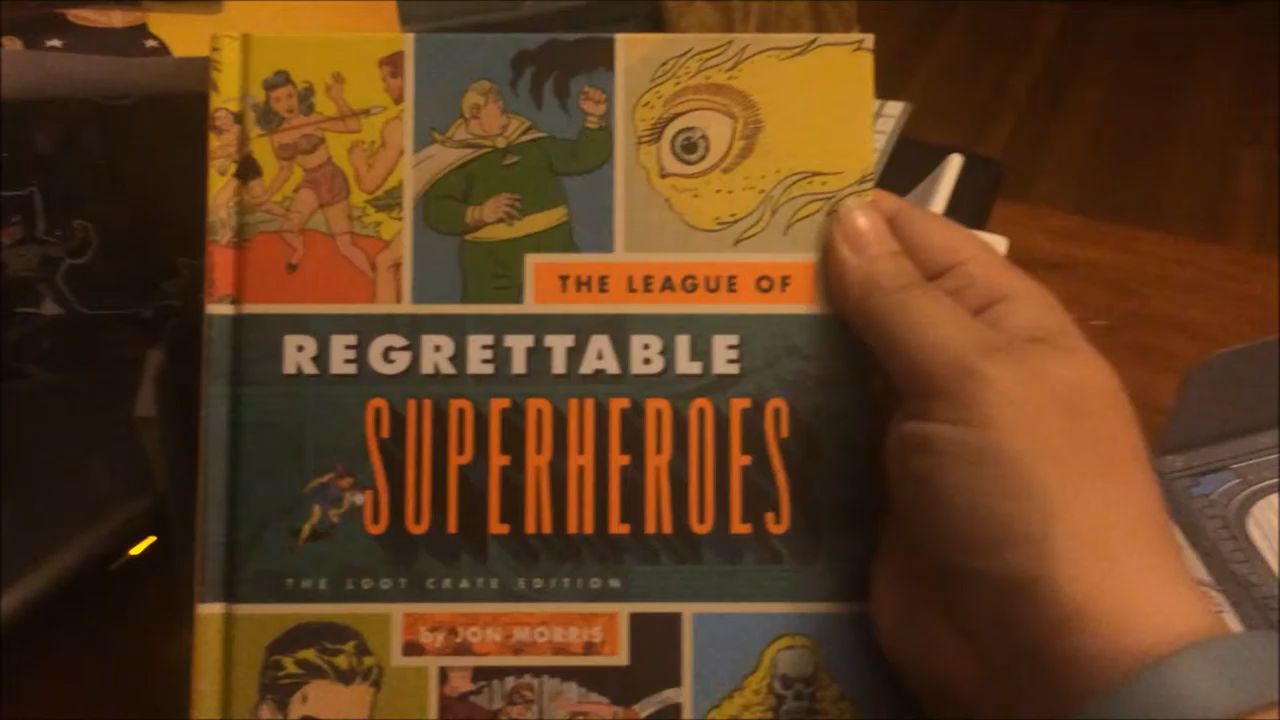 THE LEAGUE OF
REGRETTABLE
SUPERHEROES
THE LOOT CRATE EDITION
by JON MORRIS